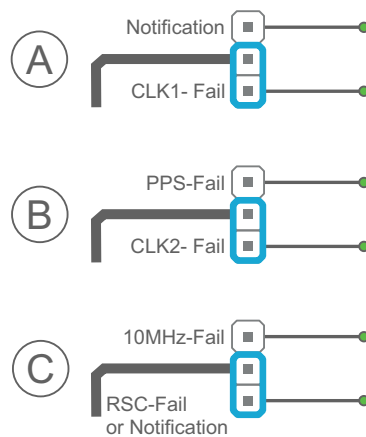 Notification
A
CLK1- Fail
PPS-Fail
B
CLK2- Fail
10MHz-Fail
C
RSC-Fail
or Notification